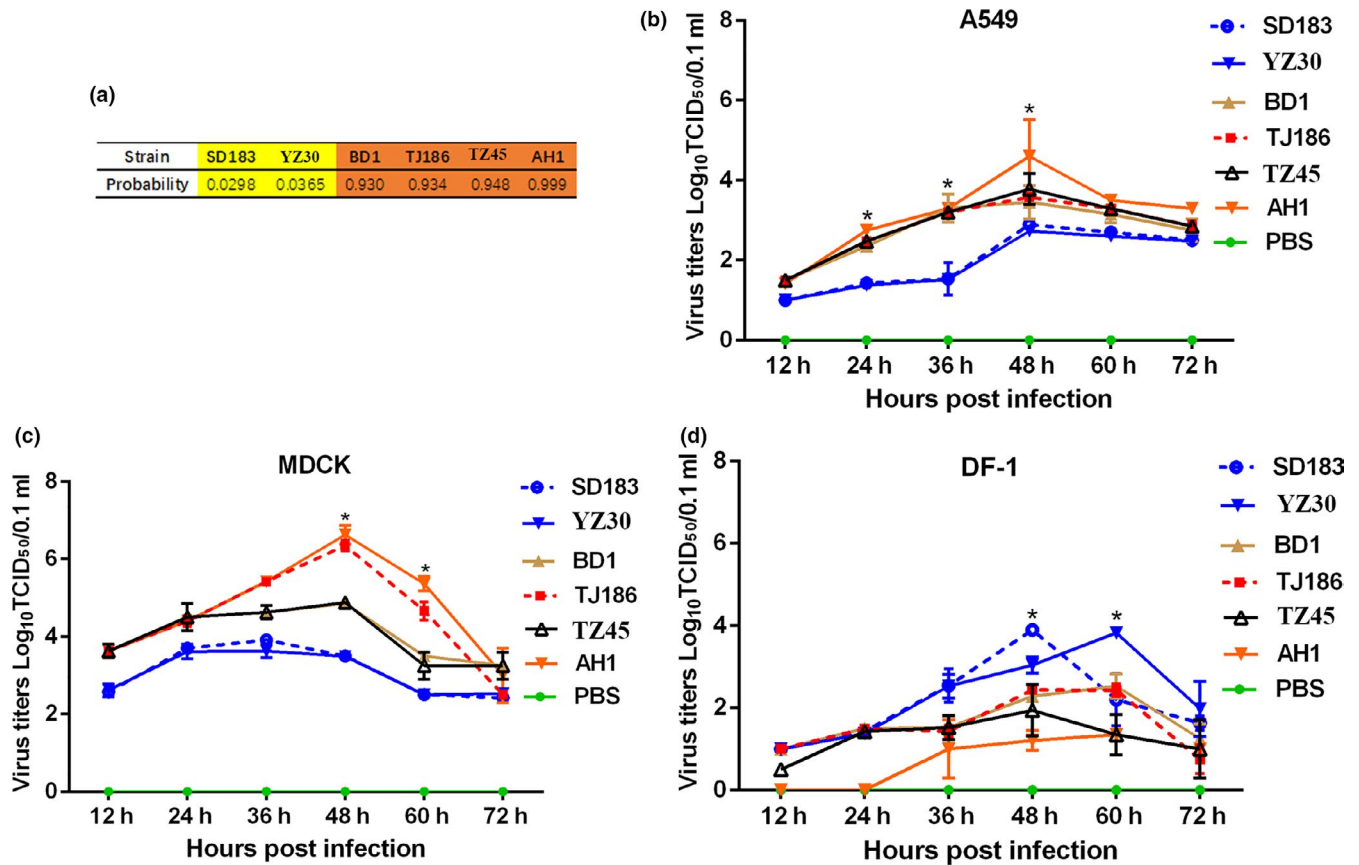 (a)
Strain SD183 YZ30 BD1 TJ186 TZ45 AH1
Probability 0.0298 0.0365 0.930 0.934 0.948 0.999
(b)
A549
Virus titers Log₁₀TCID₅₀/0.1 ml
8
6
4
2
0
* * *
12 h 24 h 36 h 48 h 60 h 72 h
Hours post infection
SD183
YZ30
BD1
TJ186
TZ45
AH1
PBS
(c)
MDCK
Virus titers Log₁₀TCID₅₀/0.1 ml
8
6
4
2
0
* *
12 h 24 h 36 h 48 h 60 h 72 h
Hours post infection
SD183
YZ30
BD1
TJ186
TZ45
AH1
PBS
(d)
DF-1
Virus titers Log₁₀TCID₅₀/0.1 ml
8
6
4
2
0
* *
12 h 24 h 36 h 48 h 60 h 72 h
Hours post infection
SD183
YZ30
BD1
TJ186
TZ45
AH1
PBS